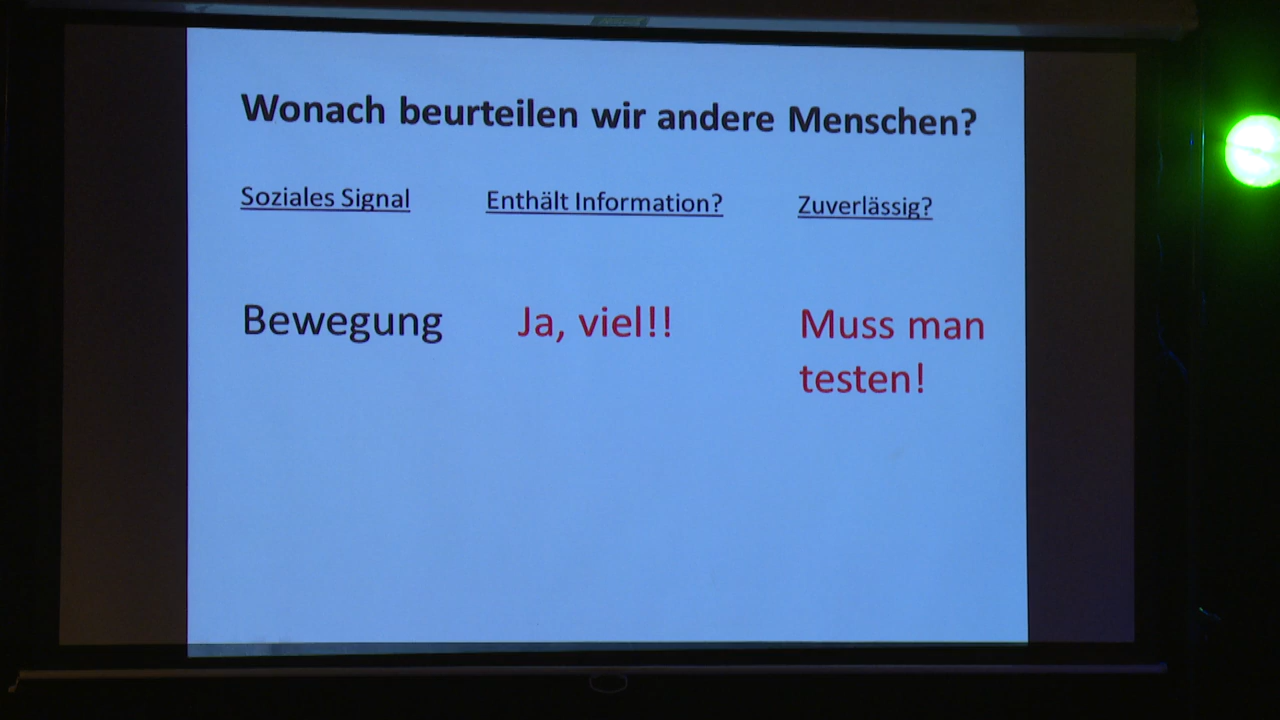 Wonach beurteilen wir andere Menschen?
Soziales Signal Enthält Information? Zuverlässig?
Bewegung Ja, viel!! Muss man
testen!